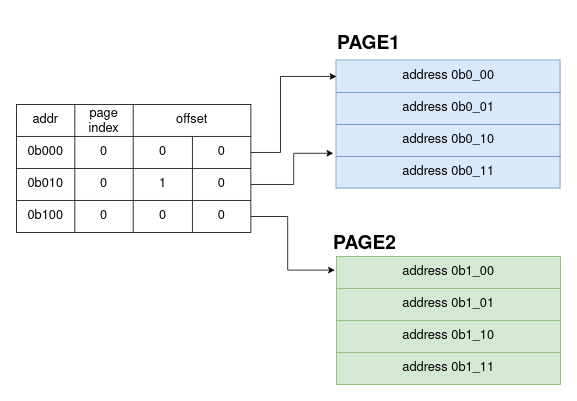 PAGE1
address 0b0_00
address 0b0_01
address 0b0_10
address 0b0_11
addr page index offset
0b000 0 0 0
0b010 0 1 0
0b100 0 0 0
PAGE2
address 0b1_00
address 0b1_01
address 0b1_10
address 0b1_11